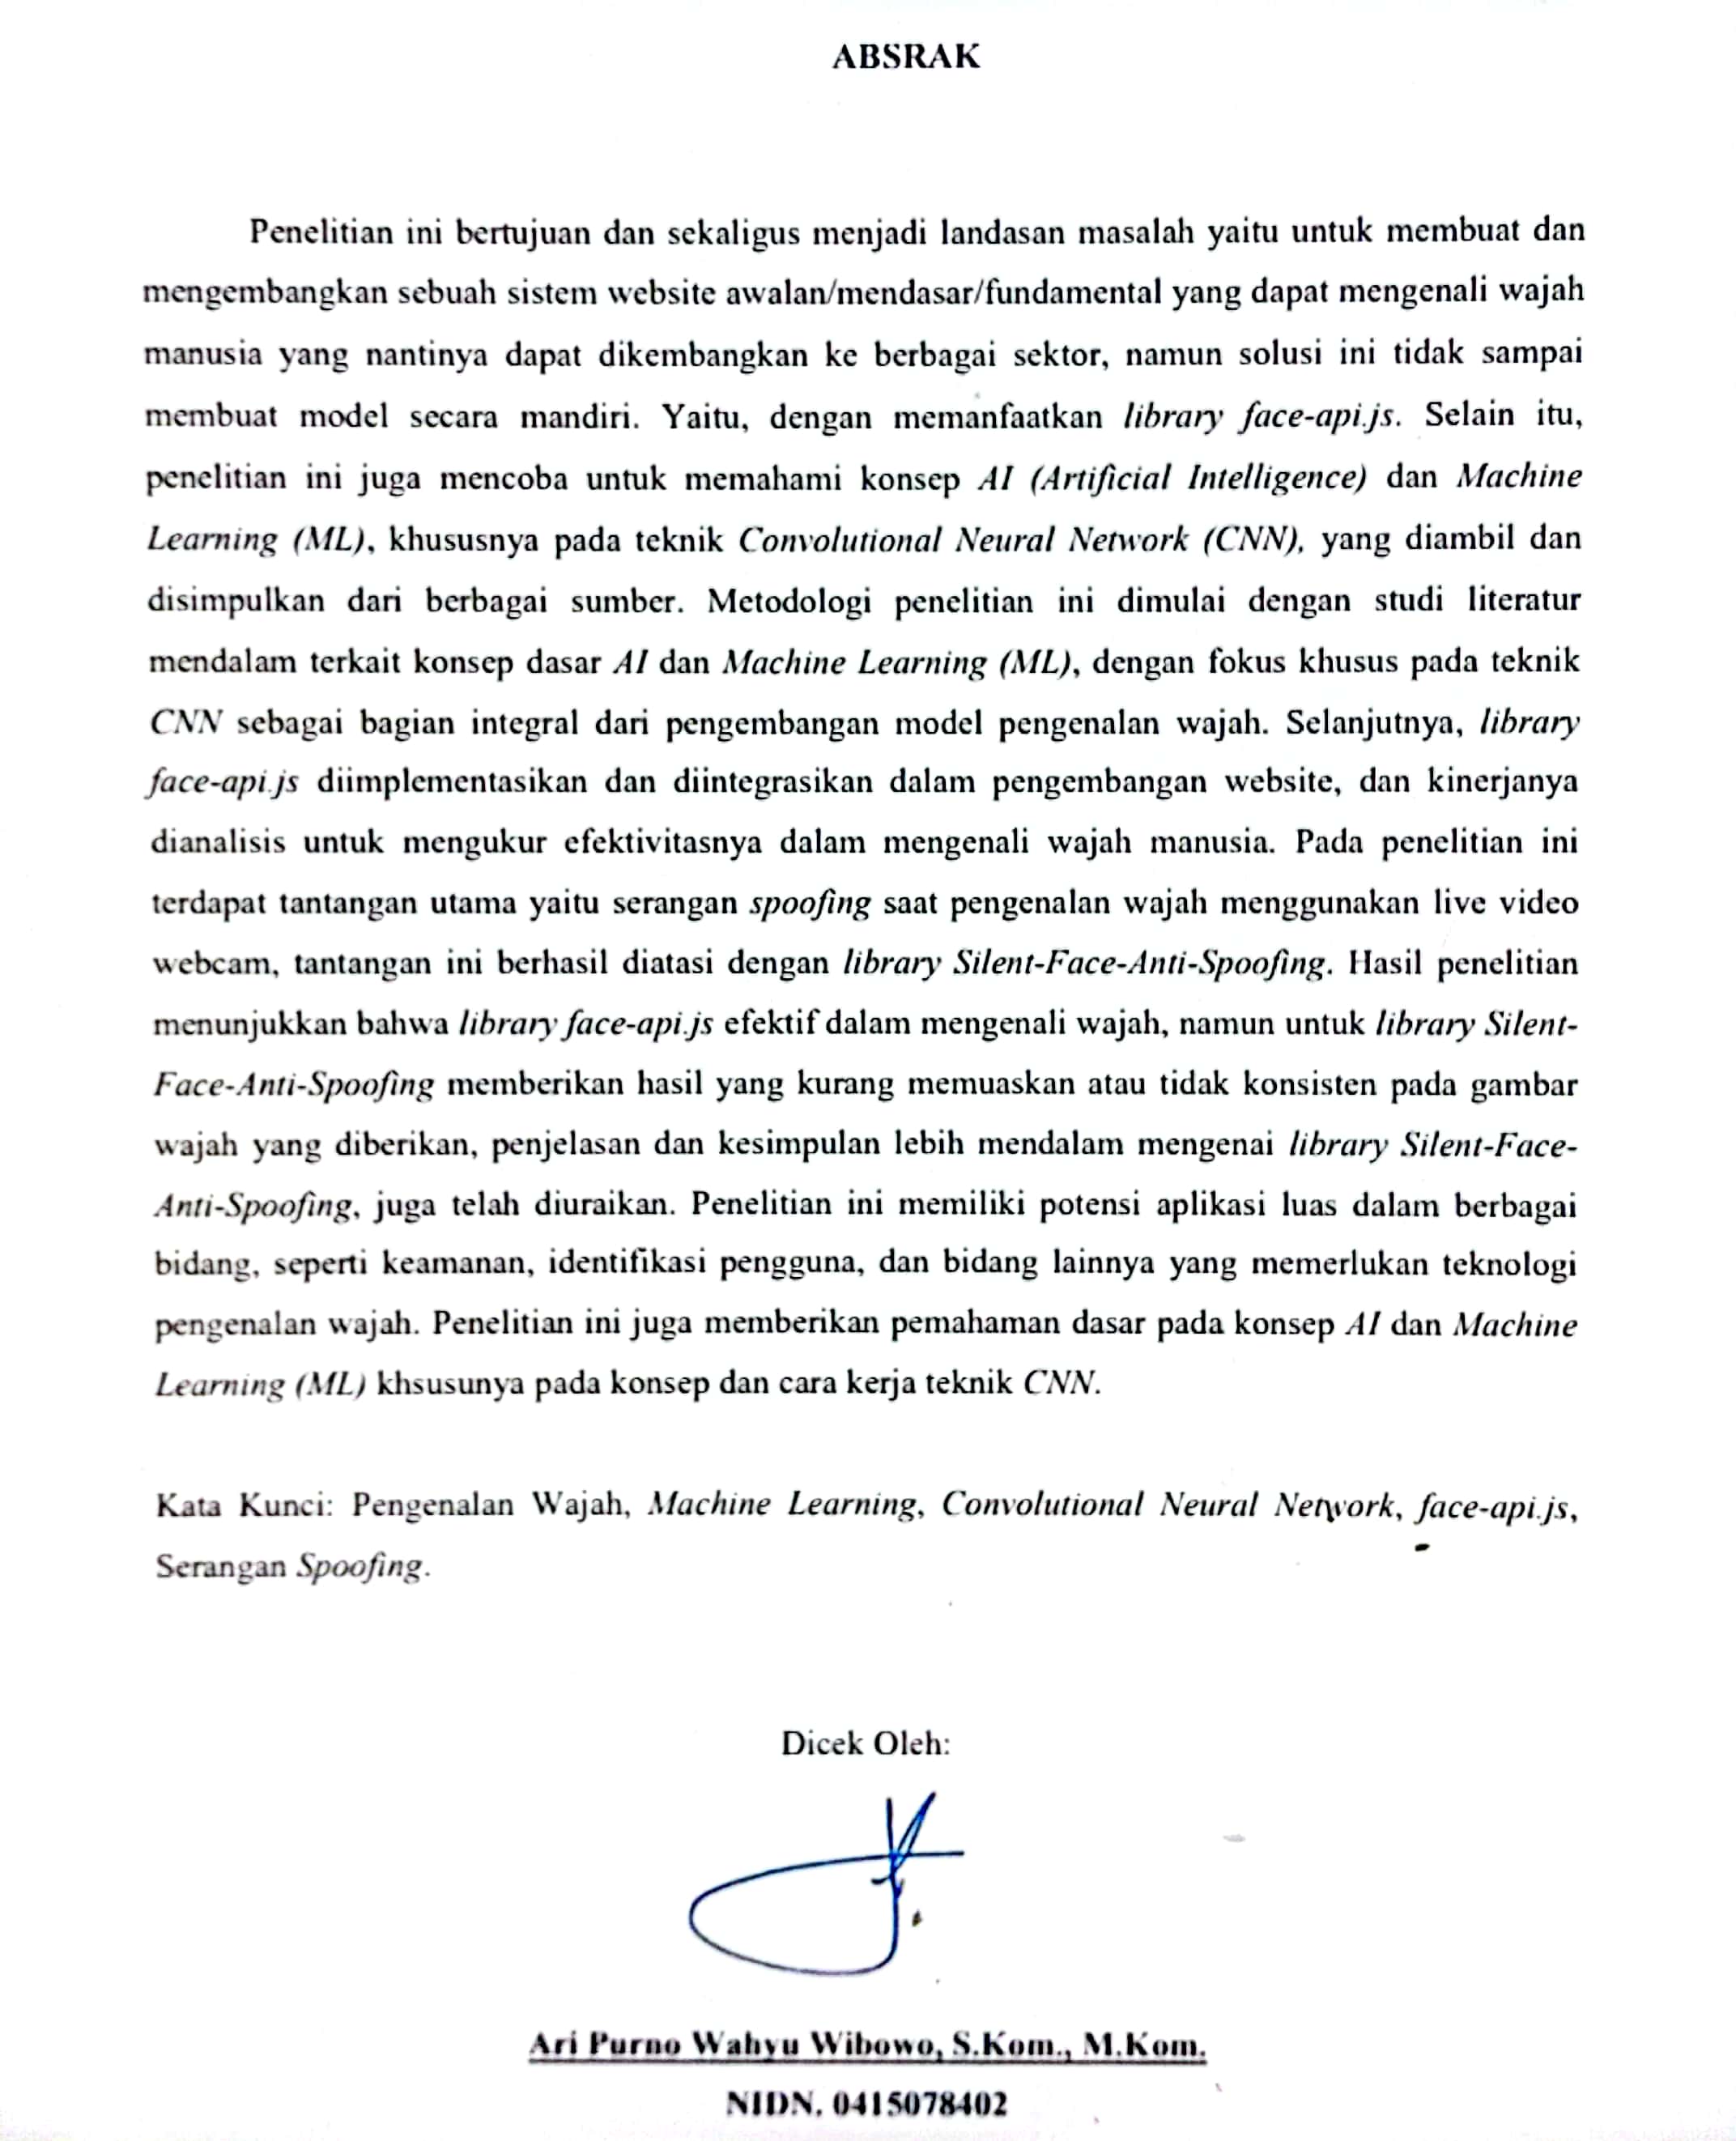 ABSRAK
Penelitian ini bertujuan dan sekaligus menjadi landasan masalah yaitu untuk membuat dan
mengembangkan sebuah sistem website awalan/mendasar/fundamental yang dapat mengenali wajah
manusia yang nantinya dapat dikembangkan ke berbagai sektor, namun solusi ini tidak sampai
membuat model secara mandiri. Yaitu, dengan memanfaatkan library face-api.js. Selain itu,
penelitian ini juga mencoba untuk memahami konsep AI (Artificial Intelligence) dan Machine
Learning (ML), khususnya pada teknik Convolutional Neural Network (CNN), yang diambil dan
disimpulkan dari berbagai sumber. Metodologi penelitian ini dimulai dengan studi literatur
mendalam terkait konsep dasar AI dan Machine Learning (ML), dengan fokus khusus pada teknik
CNN sebagai bagian integral dari pengembangan model pengenalan wajah. Selanjutnya, library
face-api.js diimplementasikan dan diintegrasikan dalam pengembangan website, dan kinerjanya
dianalisis untuk mengukur efektivitasnya dalam mengenali wajah manusia. Pada penelitian ini
terdapat tantangan utama yaitu serangan spoofing saat pengenalan wajah menggunakan live video
webcam, tantangan ini berhasil diatasi dengan library Silent-Face-Anti-Spoofing. Hasil penelitian
menunjukkan bahwa library face-api.js efektif dalam mengenali wajah, namun untuk library Silent-
Face-Anti-Spoofing memberikan hasil yang kurang memuaskan atau tidak konsisten pada gambar
wajah yang diberikan, penjelasan dan kesimpulan lebih mendalam mengenai library Silent-Face-
Anti-Spoofing, juga telah diuraikan. Penelitian ini memiliki potensi aplikasi luas dalam berbagai
bidang, seperti keamanan, identifikasi pengguna, dan bidang lainnya yang memerlukan teknologi
pengenalan wajah. Penelitian ini juga memberikan pemahaman dasar pada konsep AI dan Machine
Learning (ML) khsusunya pada konsep dan cara kerja teknik CNN.
Kata Kunci: Pengenalan Wajah, Machine Learning, Convolutional Neural Network, face-api.js,
Serangan Spoofing.
Dicek Oleh:
Ari Purno Wahyu Wibowo, S.Kom., M.Kom.
NIDN. 0415078402